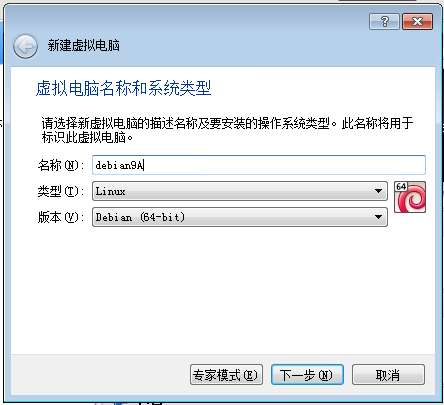 新建虚拟电脑
虚拟电脑名称和系统类型
请选择新虚拟电脑的描述名称及要安装的操作系统类型。此名称将用于
标识此虚拟电脑。
名称(N): debian9A
类型(T): Linux
64
版本(V): Debian (64-bit)
专家模式(E) 下一步(N) 取消